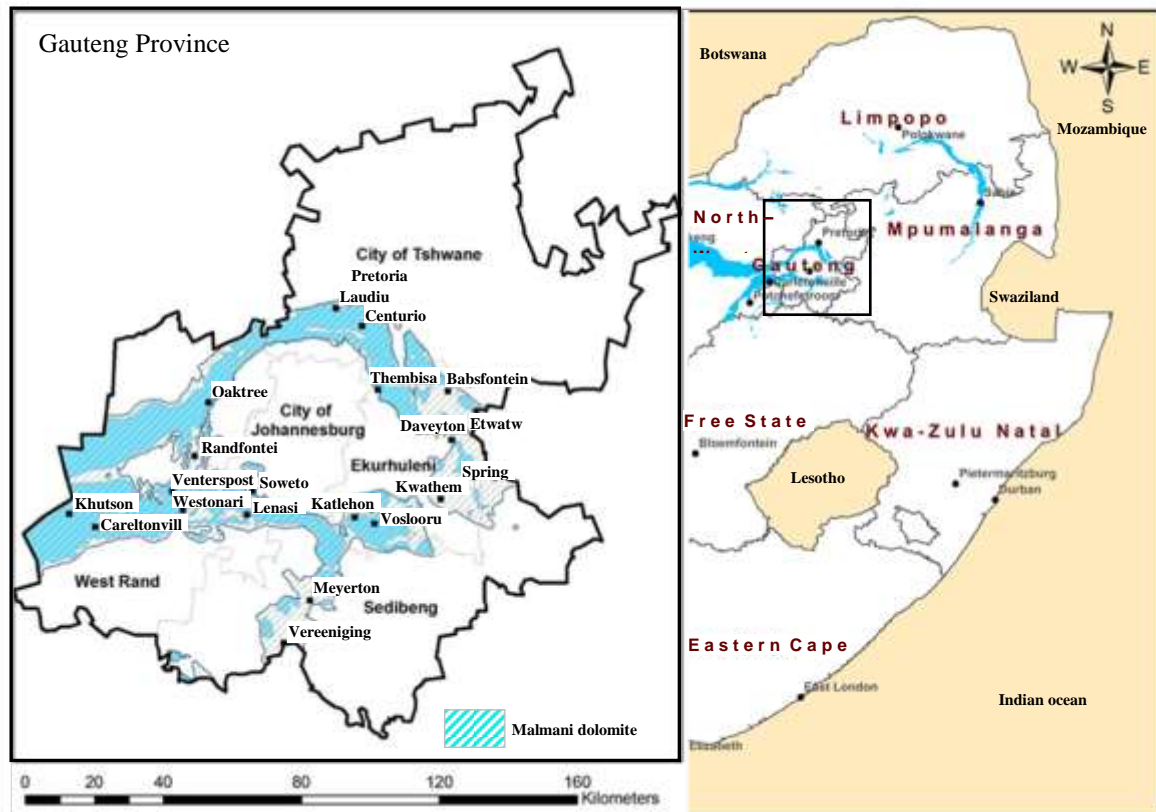 Gauteng Province
City of Tshwane
Pretoria
Laudiu
Centurio
Thembisa
Babsfontein
Oaktree
City of
Johannesburg
Daveyton
Etwatw
Randfontei
Ekurhuleni
Spring
Venterspost
Soweto
Kwathem
Khutson
Westonari
Lenasi
Katlehon
Careltonvill
Voslooru
West Rand
Meyerton
Sedibeng
Vereeniging
Malmani dolomite
0 20 40 80 120 160
Kilometers
Botswana
N
W E
S
Limpopo
Polokwane
Mozambique
Sabie
North-
Mpumalanga
Gauteng
Potchefstroom
Swaziland
Free State
Kwa-Zulu Natal
Bloemfontein
Lesotho
Pietermaritzburg
Durban
Eastern Cape
East London
Indian ocean
Elizabeth